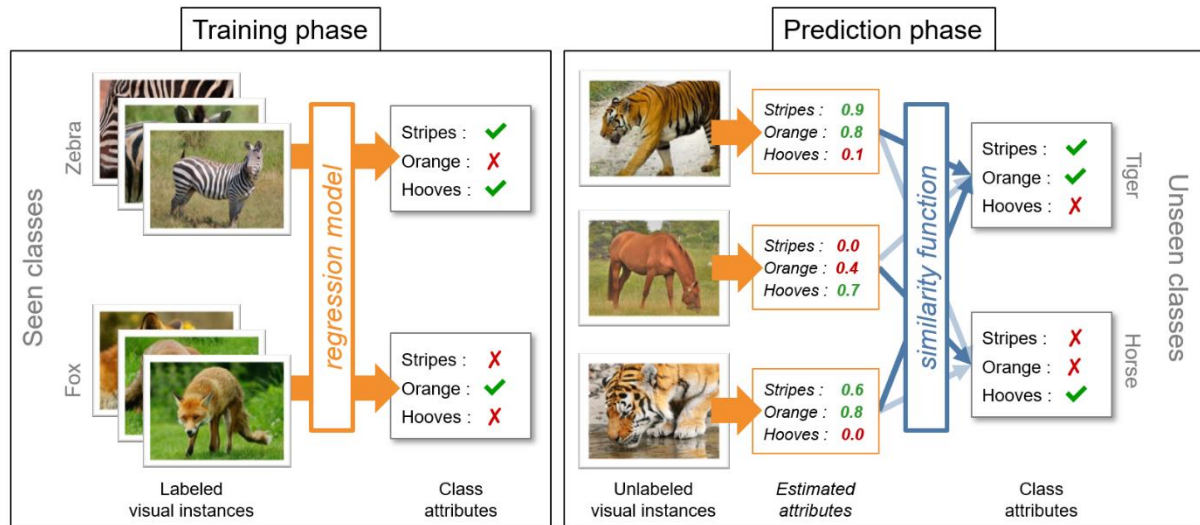 Training phase
Seen classes
Zebra
Stripes : ✓
Orange : ✗
Hooves : ✓
regression model
Fox
Stripes : ✗
Orange : ✓
Hooves : ✗
Labeled
visual instances
Class
attributes
Prediction phase
Stripes : 0.9
Orange : 0.8
Hooves : 0.1
Stripes : 0.0
Orange : 0.4
Hooves : 0.7
Stripes : 0.6
Orange : 0.8
Hooves : 0.0
similarity function
Stripes : ✓
Orange : ✓
Hooves : ✗
Tiger
Stripes : ✗
Orange : ✗
Hooves : ✓
Horse
Unseen classes
Unlabeled
visual instances
Estimated
attributes
Class
attributes